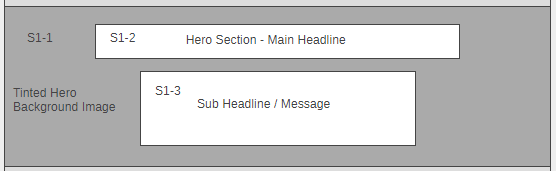 S1-1
S1-2
Hero Section - Main Headline
Tinted Hero
Background Image
S1-3
Sub Headline / Message